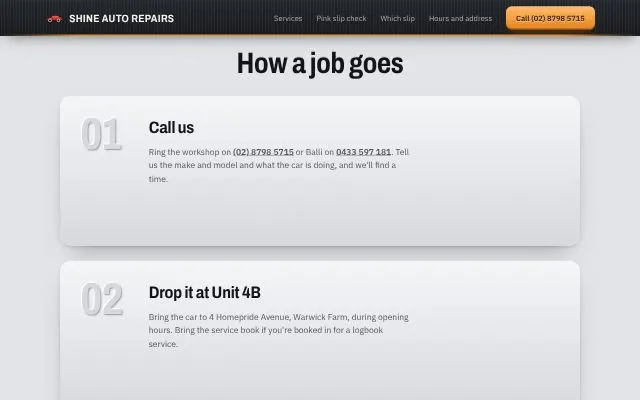 SHINE AUTO REPAIRS
Services Pink slip check Which slip Hours and address Call (02) 8798 5715
How a job goes
01
Call us
Ring the workshop on (02) 8798 5715 or Balli on 0433 597 181. Tell
us the make and model and what the car is doing, and we'll find a
time.
02
Drop it at Unit 4B
Bring the car to 4 Homepride Avenue, Warwick Farm, during opening
hours. Bring the service book if you're booked in for a logbook
service.